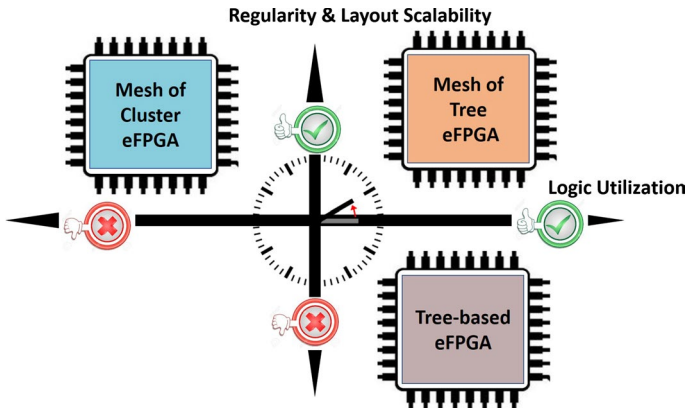 Regularity & Layout Scalability
Mesh of
Cluster
eFPGA
Mesh of
Tree
eFPGA
Logic Utilization
Tree-based
eFPGA